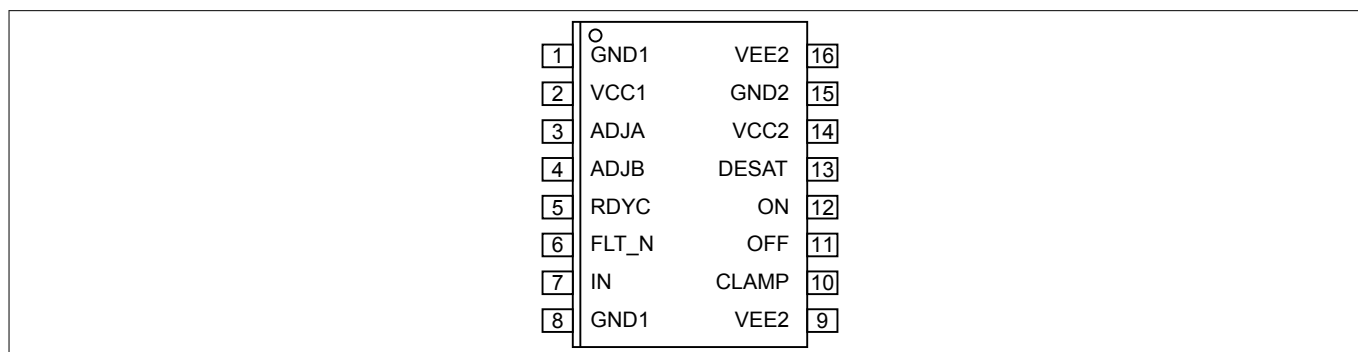 1 GND1 VEE2 16
2 VCC1 GND2 15
3 ADJA VCC2 14
4 ADJB DESAT 13
5 RDYC ON 12
6 FLT_N OFF 11
7 IN CLAMP 10
8 GND1 VEE2 9